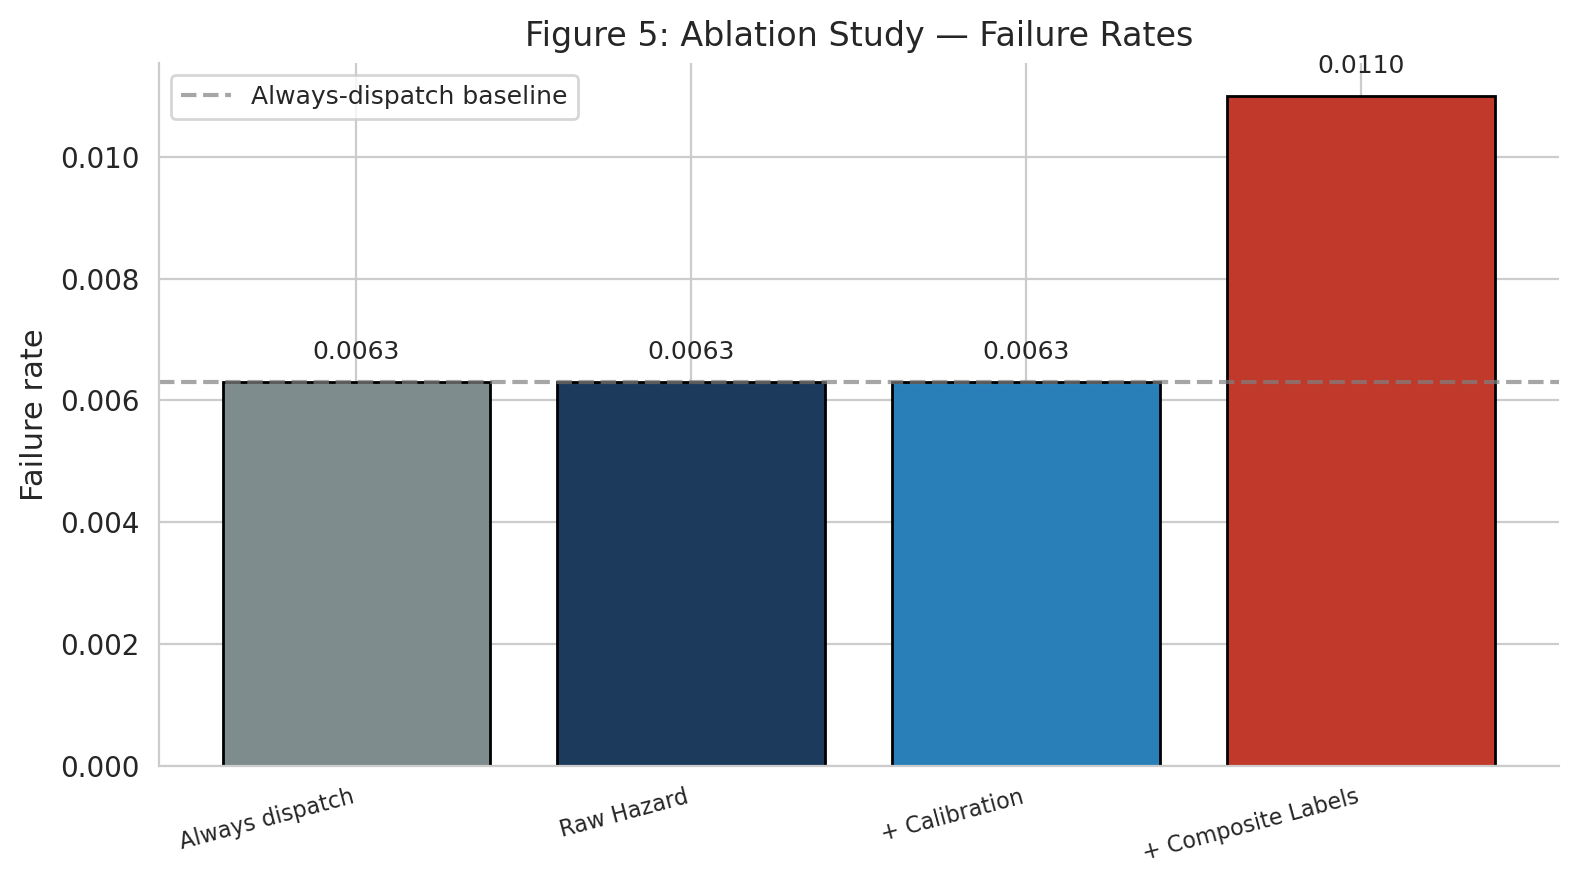 Figure 5: Ablation Study — Failure Rates
Always-dispatch baseline
0.0110
0.0063
0.0063
0.0063
Failure rate
0.010
0.008
0.006
0.004
0.002
0.000
Always dispatch
Raw Hazard
+ Calibration
+ Composite Labels